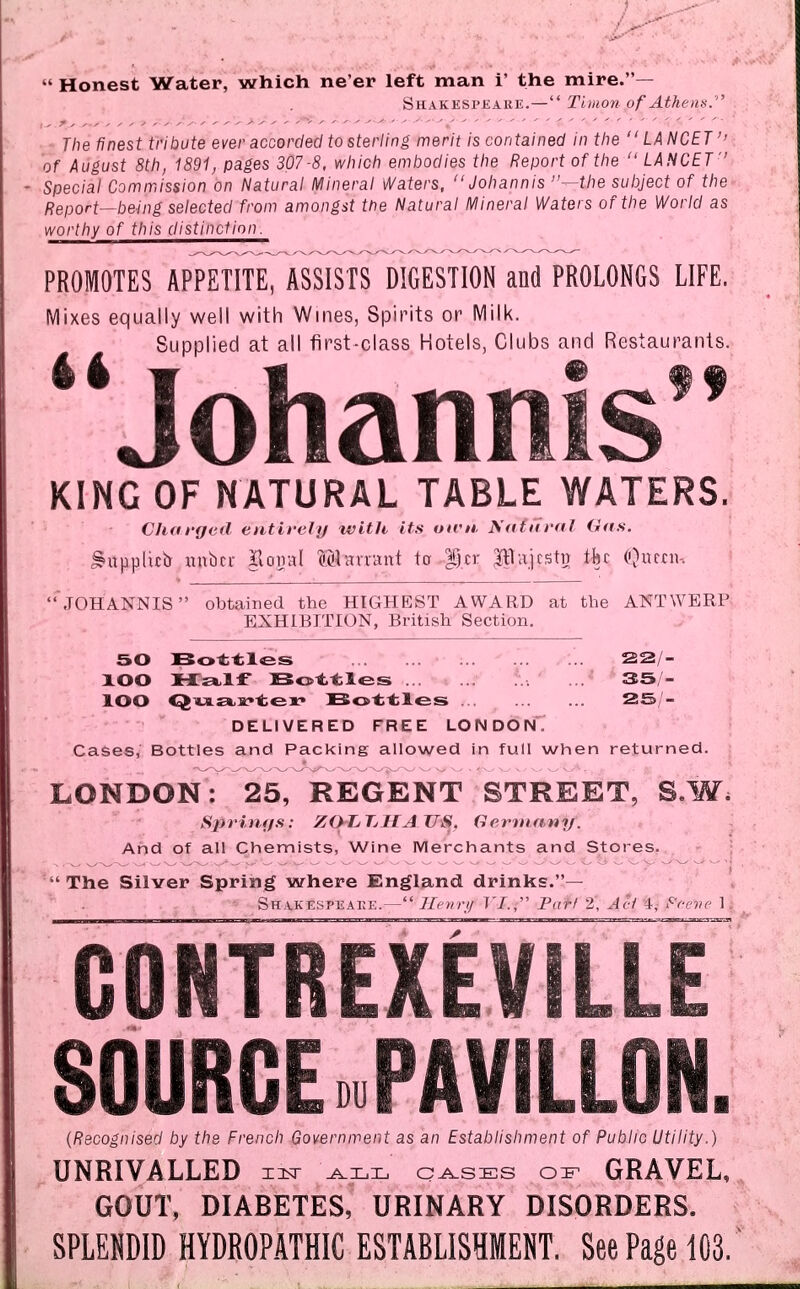 “Honest Water, which ne’er left man i’ the mire.”—
SHAKESPEARE.—“Timon of Athens.”
The finest tribute ever accorded to sterling merit is contained in the “LANCET”
of August 8th, 1891, pages 307-8, which embodies the Report of the “LANCET”
Special Commission on Natural Mineral Waters, “Johannis”—the subject of the
Report—being selected from amongst the Natural Mineral Waters of the World as
worthy of this distinction.
PROMOTES APPETITE, ASSISTS DIGESTION and PROLONGS LIFE.
Mixes equally well with Wines, Spirits or Milk.
Supplied at all first-class Hotels, Clubs and Restaurants.
“Johannis”
KING OF NATURAL TABLE WATERS.
Charged entirely with its own Natural Gas.
Supplied under Royal Warrant to Her Majesty the Queen.
“JOHANNIS” obtained the HIGHEST AWARD at the ANTWERP
EXHIBITION, British Section.
50 Bottles ... ... ... ... ... 22/-
100 Half Bottles ... ... ... ... 35/-
100 Quarter Bottles ... ... ... 25/-
DELIVERED FREE LONDON.
Cases, Bottles and Packing allowed in full when returned.
LONDON: 25, REGENT STREET, S.W.
Springs: ZOLLHAUS, Germany.
And of all Chemists, Wine Merchants and Stores.
“The Silver Spring where England drinks.”—
SHAKESPEARE.—“Henry VI.,” Part 2, Act 4, Scene 1
CONTREXÉVILLE
SOURCE DU PAVILLON.
(Recognised by the French Government as an Establishment of Public Utility.)
UNRIVALLED IN ALL CASES OF GRAVEL,
GOUT, DIABETES, URINARY DISORDERS.
SPLENDID HYDROPATHIC ESTABLISHMENT. See Page 103.